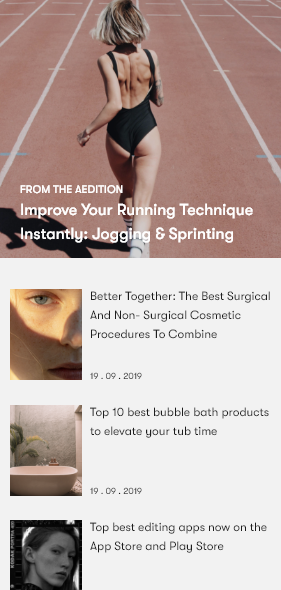 FROM THE AEDITION
Improve Your Running Technique
Instantly: Jogging & Sprinting
Better Together: The Best Surgical
And Non- Surgical Cosmetic
Procedures To Combine
19 . 09 . 2019
Top 10 best bubble bath products
to elevate your tub time
19 . 09 . 2019
Top best editing apps now on the
App Store and Play Store